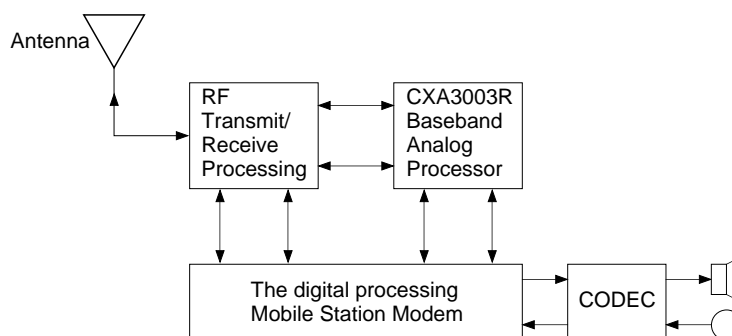 Antenna
RF
Transmit/
Receive
Processing
CXA3003R
Baseband
Analog
Processor
The digital processing
Mobile Station Modem
CODEC